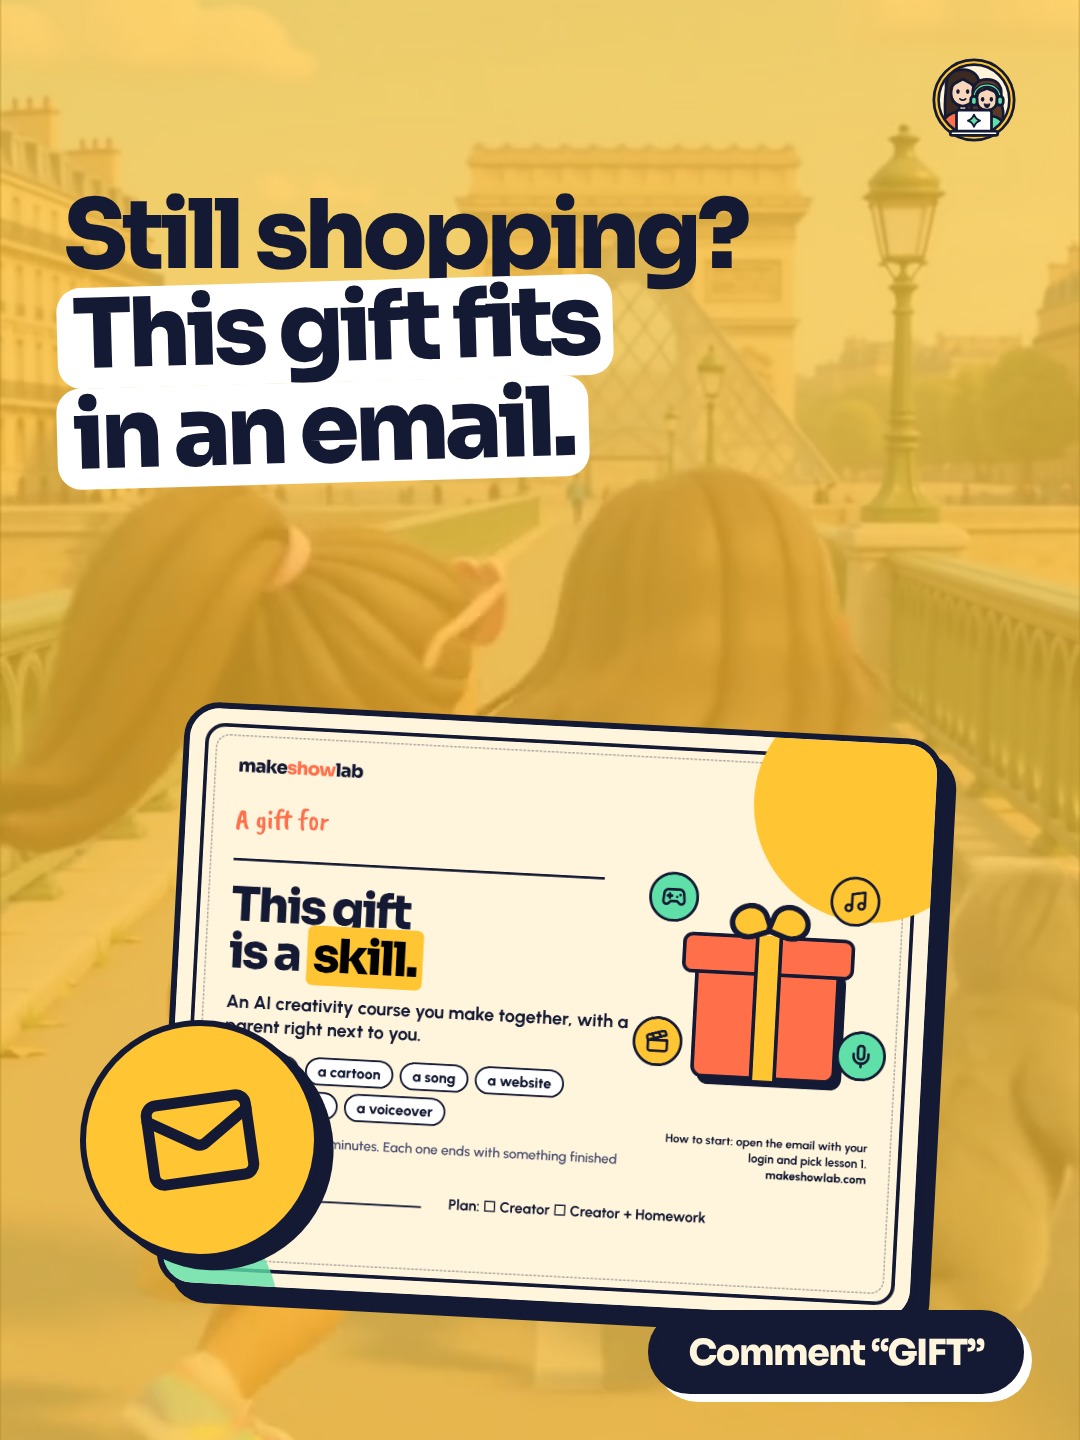 Still shopping?
This gift fits
in an email.
makeshowlab
A gift for
This gift
is a skill.
An AI creativity course you make together, with a
parent right next to you.
a cartoon
a song
a website
a voiceover
minutes. Each one ends with something finished
How to start: open the email with your
login and pick lesson 1.
makeshowlab.com
Plan: ☐ Creator ☐ Creator + Homework
Comment “GIFT”